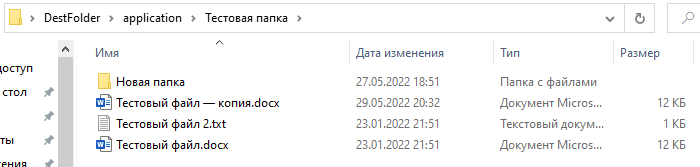 DestFolder > application > Тестовая папка >
Имя Дата изменения Тип Размер
доступ
стол
Новая папка 27.05.2022 18:51 Папка с файлами
Тестовый файл — копия.docx 29.05.2022 20:32 Документ Micros... 12 КБ
Тестовый файл 2.txt 23.01.2022 21:51 Текстовый докум... 1 КБ
ты Тестовый файл.docx 23.01.2022 21:51 Документ Micros... 12 КБ